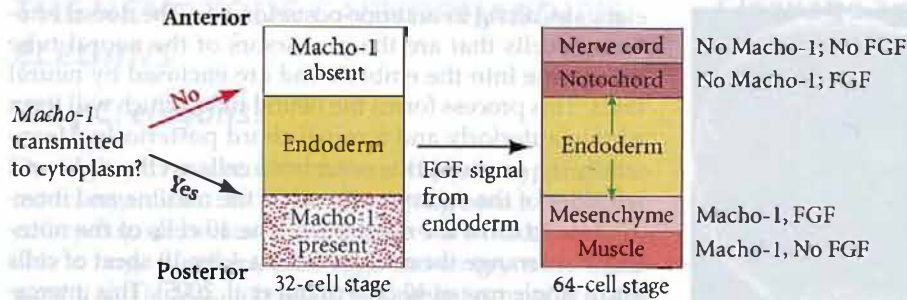 Anterior
Macho-1
absent
No
Macho-1
transmitted
to cytoplasm?
Yes
Endoderm
Macho-1
present
Posterior
32-cell stage
FGF signal
from
endoderm
Nerve cord
No Macho-1; No FGF
Notochord
No Macho-1; FGF
Endoderm
Mesenchyme
Macho-1, FGF
Muscle
Macho-1, No FGF
64-cell stage